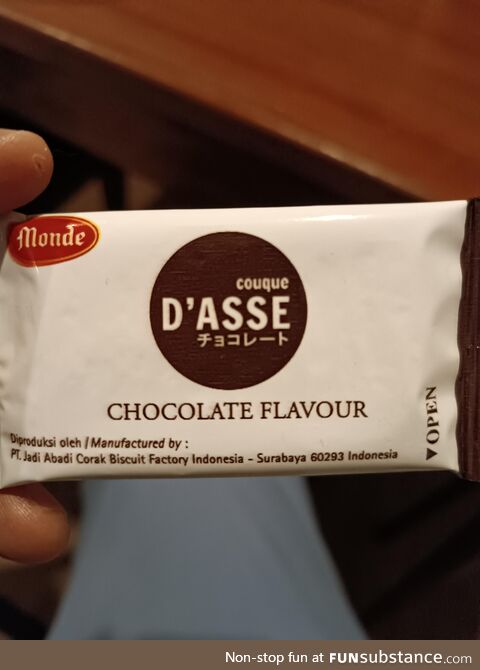 Monde
couque
D'ASSE
チョコレート
CHOCOLATE FLAVOUR
▼OPEN
Diproduksi oleh / Manufactured by :
PT. Jadi Abadi Corak Biscuit Factory Indonesia - Surabaya 60293 Indonesia
Non-stop fun at FUNsubstance.com